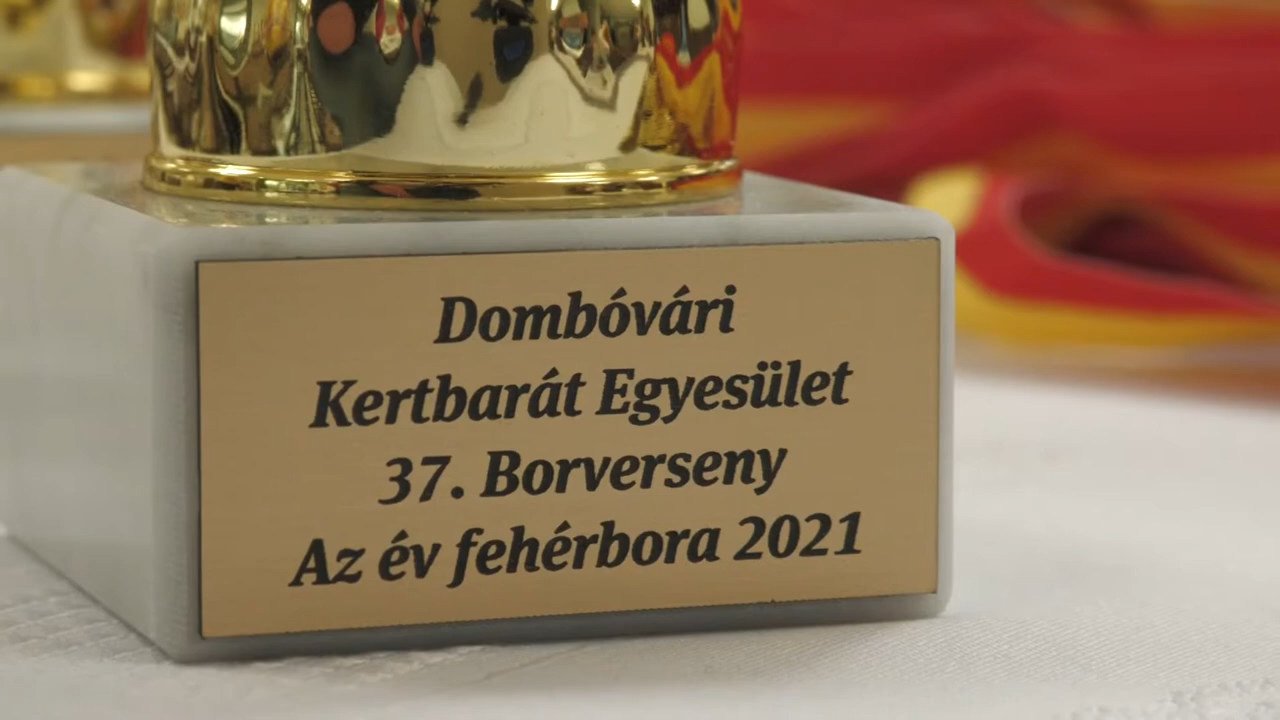 Dombóvári
Kertbarát Egyesület
37. Borverseny
Az év fehérbora 2021